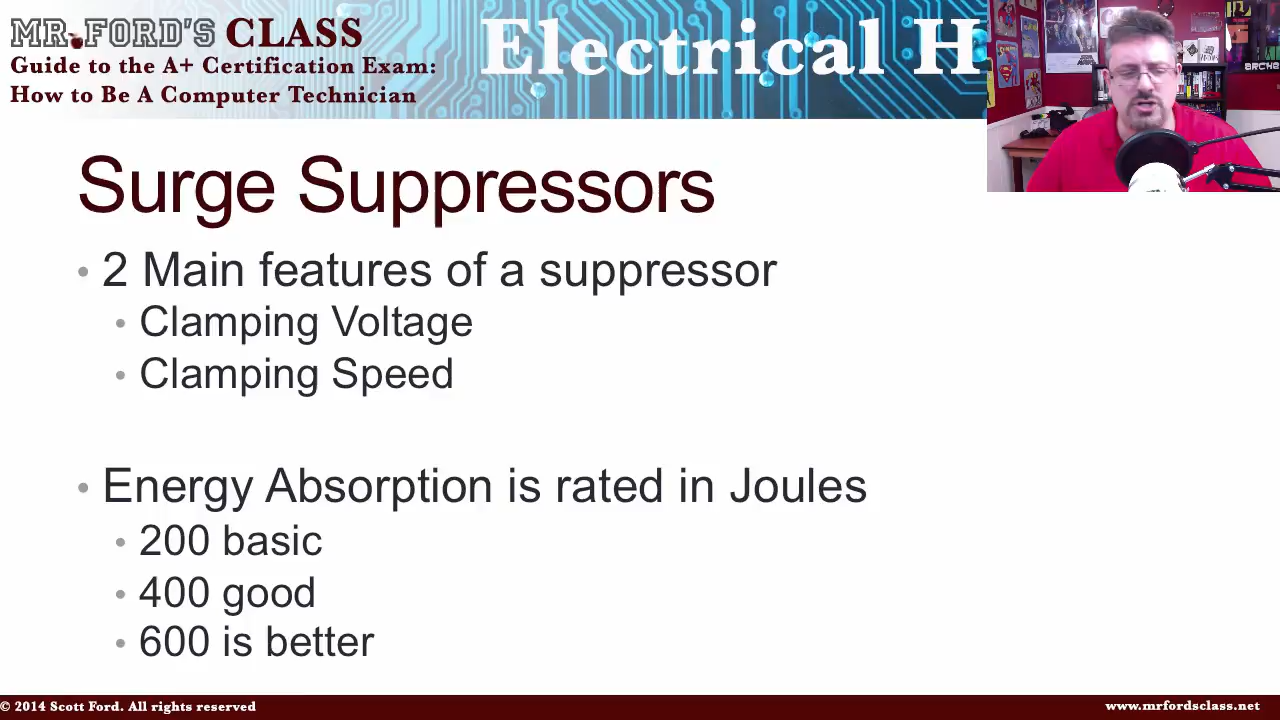 MR. FORD'S CLASS
Guide to the A+ Certification Exam:
How to Be A Computer Technician
Electrical H
Surge Suppressors
• 2 Main features of a suppressor
• Clamping Voltage
• Clamping Speed
• Energy Absorption is rated in Joules
• 200 basic
• 400 good
• 600 is better
© 2014 Scott Ford. All rights reserved
www.mrfordsclass.net